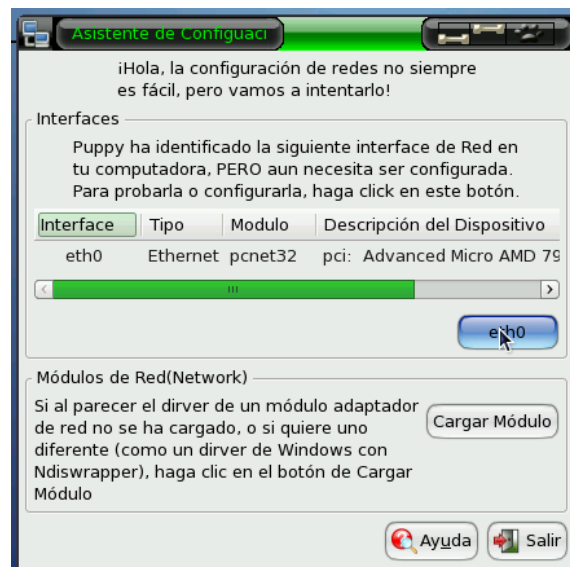 Asistente de Configuaci
¡Hola, la configuración de redes no siempre
es fácil, pero vamos a intentarlo!
Interfaces
Puppy ha identificado la siguiente interface de Red en
tu computadora, PERO aun necesita ser configurada.
Para probarla o configurarla, haga click en este botón.
Interface Tipo Modulo Descripción del Dispositivo
eth0 Ethernet pcnet32 pci: Advanced Micro AMD 79
eth0
Módulos de Red(Network)
Si al parecer el dirver de un módulo adaptador
de red no se ha cargado, o si quiere uno
diferente (como un dirver de Windows con
Ndiswrapper), haga clic en el botón de Cargar
Módulo
Cargar Módulo
Ayuda
Salir